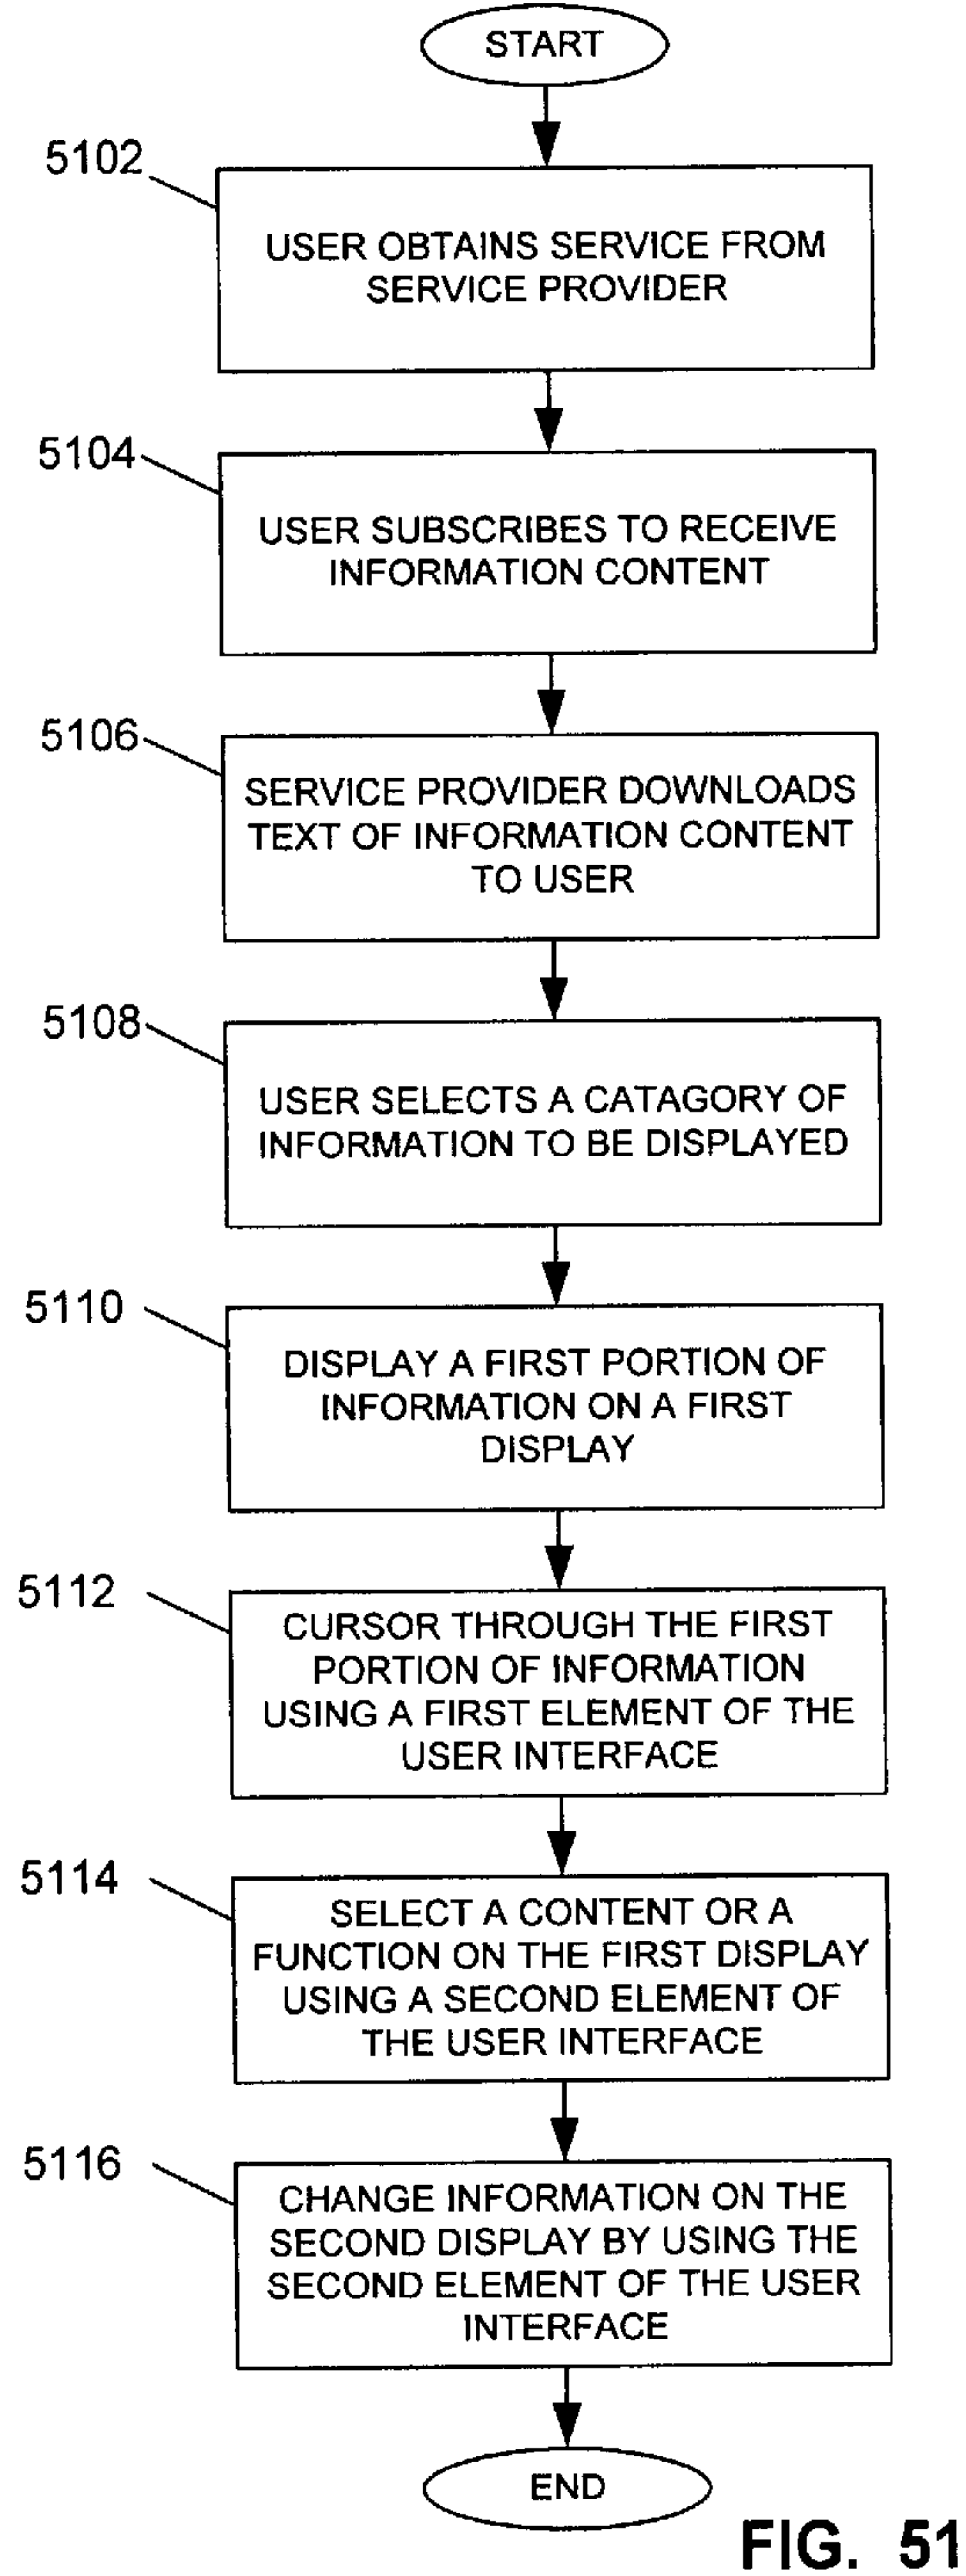 START
5102
USER OBTAINS SERVICE FROM
SERVICE PROVIDER
5104
USER SUBSCRIBES TO RECEIVE
INFORMATION CONTENT
5106
SERVICE PROVIDER DOWNLOADS
TEXT OF INFORMATION CONTENT
TO USER
5108
USER SELECTS A CATAGORY OF
INFORMATION TO BE DISPLAYED
5110
DISPLAY A FIRST PORTION OF
INFORMATION ON A FIRST
DISPLAY
5112
CURSOR THROUGH THE FIRST
PORTION OF INFORMATION
USING A FIRST ELEMENT OF THE
USER INTERFACE
5114
SELECT A CONTENT OR A
FUNCTION ON THE FIRST DISPLAY
USING A SECOND ELEMENT OF
THE USER INTERFACE
5116
CHANGE INFORMATION ON THE
SECOND DISPLAY BY USING THE
SECOND ELEMENT OF THE USER
INTERFACE
END
FIG. 51